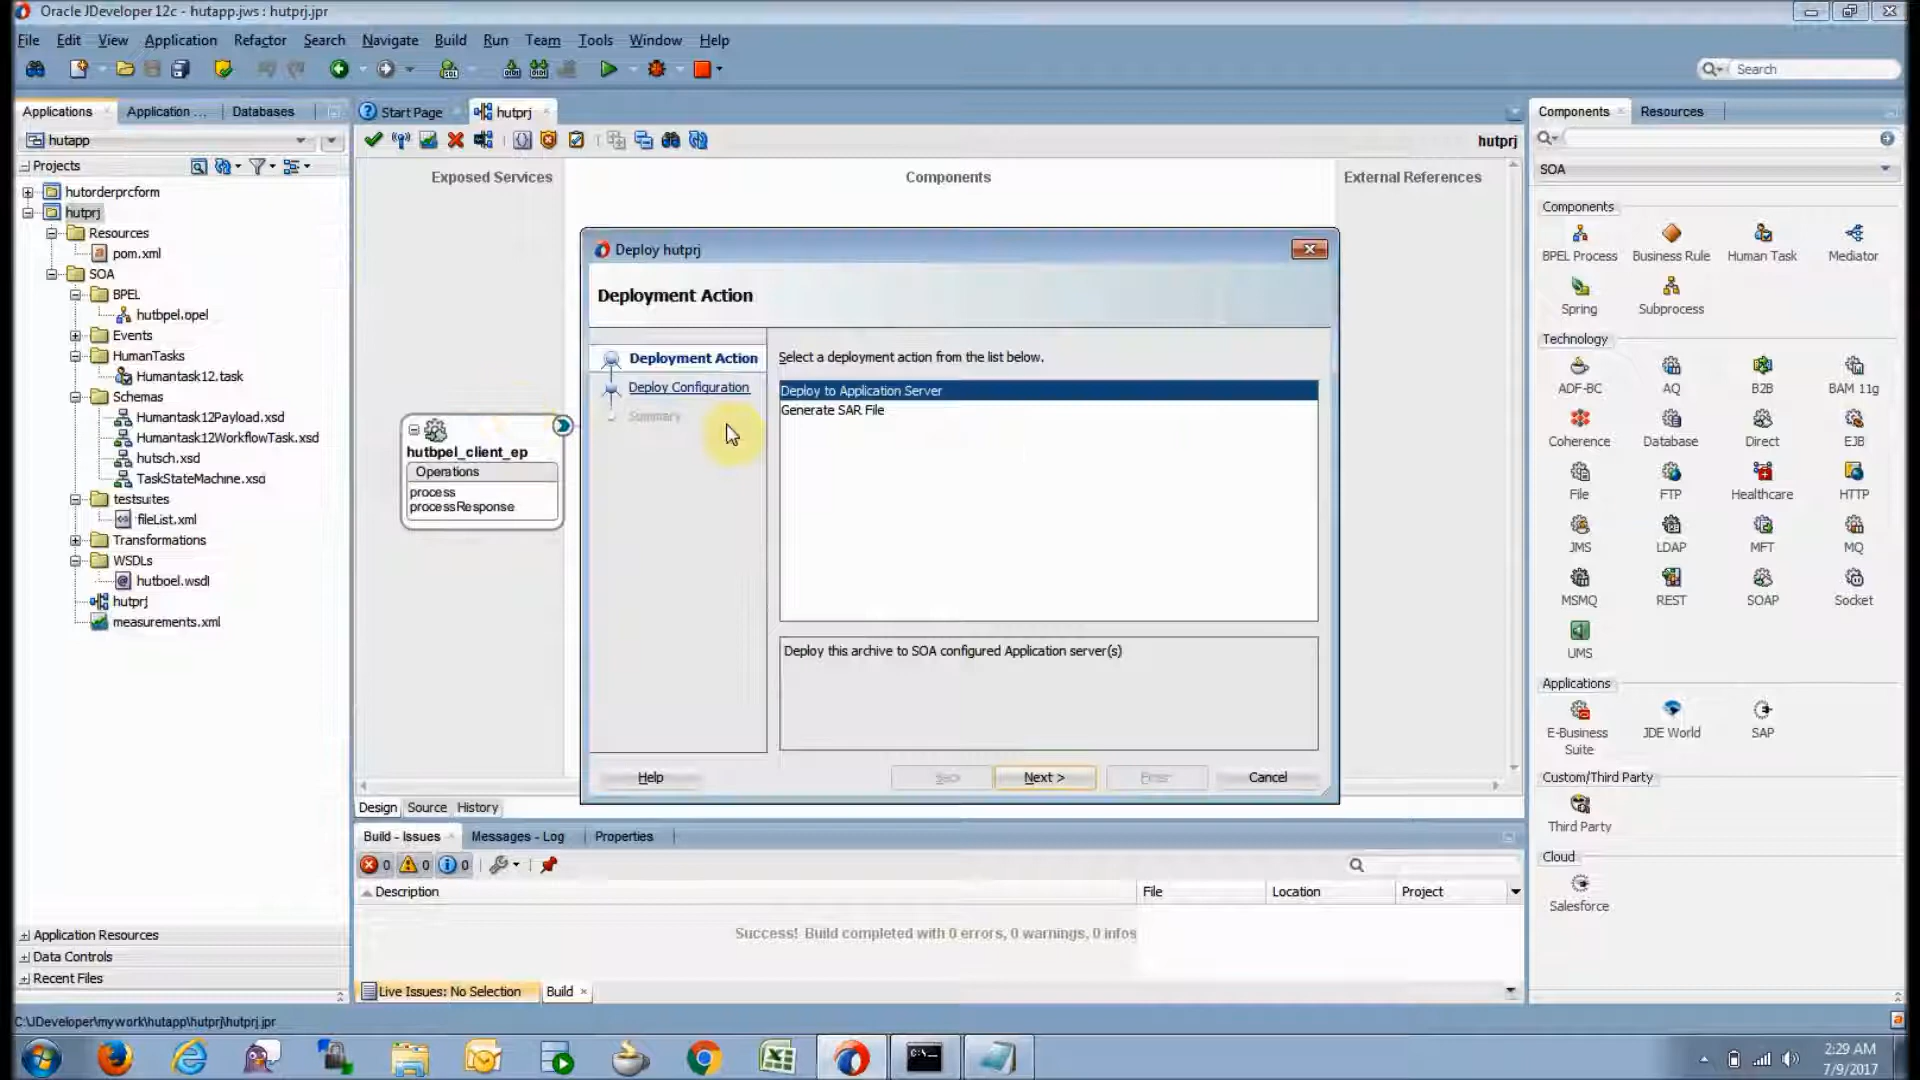 Oracle JDeveloper 12c - hutapp.jws : hutprj.jpr
File Edit View Application Refactor Search Navigate Build Run Team Tools Window Help
Search
Applications Application ... Databases
Start Page hutprj
Components Resources
hutapp
hutprj
Projects
SOA
hutorderprcform
hutprj
Resources
pom.xml
SOA
BPEL
hutbpel.bpel
Events
HumanTasks
Humantask12.task
Schemas
Humantask12Payload.xsd
Humantask12WorkflowTask.xsd
hutsch.xsd
TaskStateMachine.xsd
testsuites
fileList.xml
Transformations
WSDLs
hutbpel.wsdl
hutprj
measurements.xml
Application Resources
Data Controls
Recent Files
Exposed Services Components External References
hutbpel_client_ep
Operations
process
processResponse
Deploy hutprj
Deployment Action
Deployment Action
Deploy Configuration
Summary
Select a deployment action from the list below.
Deploy to Application Server
Generate SAR File
Deploy this archive to SOA configured Application server(s)
Help Next > Cancel
Design Source History
Build - Issues Messages - Log Properties
0 0 0
Description File Location Project
Success! Build completed with 0 errors, 0 warnings, 0 infos
Live Issues: No Selection Build
Components
BPEL Process Business Rule Human Task Mediator
Spring Subprocess
Technology
ADF-BC AQ B2B BAM 11g
Coherence Database Direct EJB
File FTP Healthcare HTTP
JMS LDAP MFT MQ
MSMQ REST SOAP Socket
UMS
Applications
E-Business Suite JDE World SAP
Custom/Third Party
Third Party
Cloud
Salesforce
C:\JDeveloper\mywork\hutapp\hutprj\hutprj.jpr
2:29 AM
7/9/2017